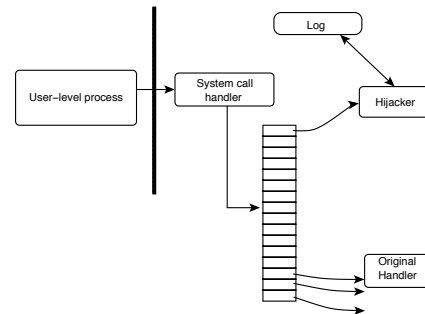 Log
User–level process
System call
handler
Hijacker
Original
Handler